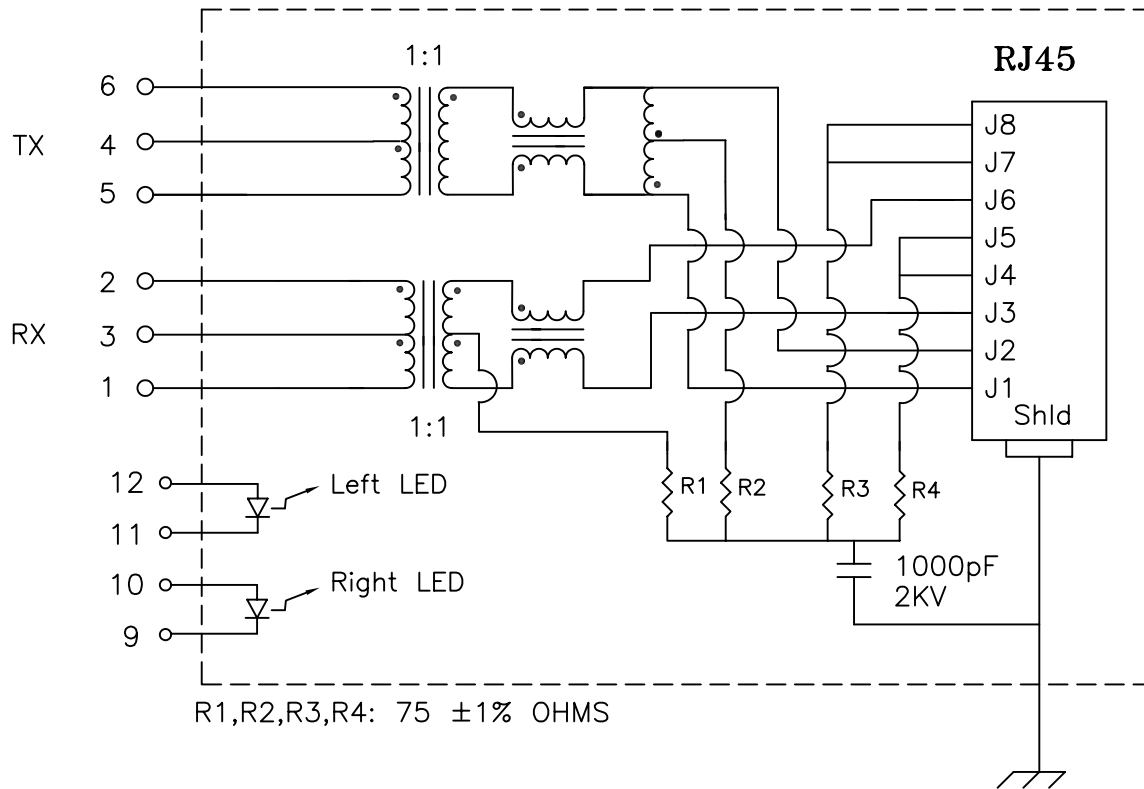 1:1
RJ45
6
TX
4
5
J8
J7
J6
J5
J4
J3
J2
J1
Shld
2
RX
3
1
1:1
12
Left LED
11
10
Right LED
9
R1
R2
R3
R4
1000pF
2KV
R1,R2,R3,R4: 75 ±1% OHMS